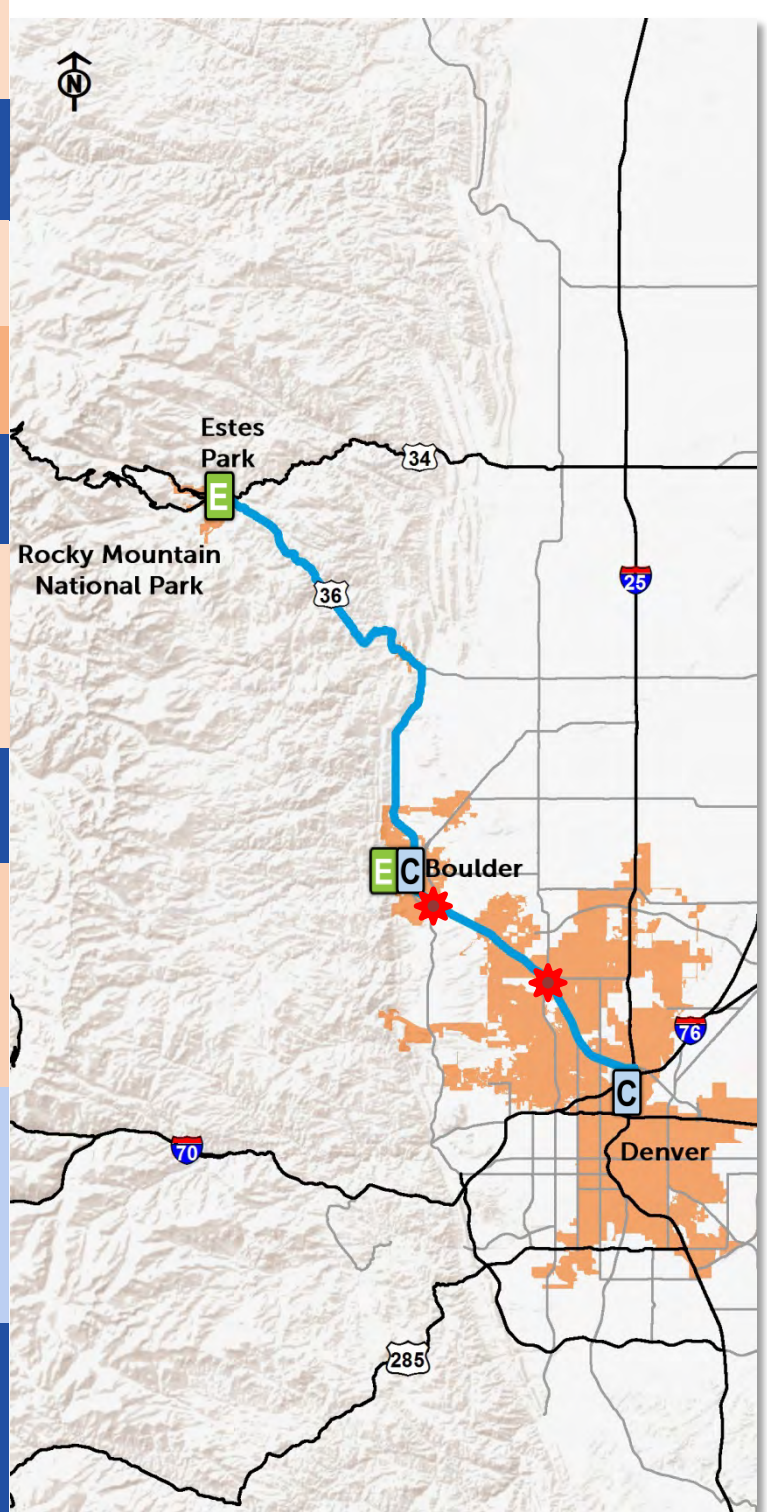 N
Estes
Park
34
E
Rocky Mountain
National Park
36
25
E C Boulder
76
C
Denver
70
285